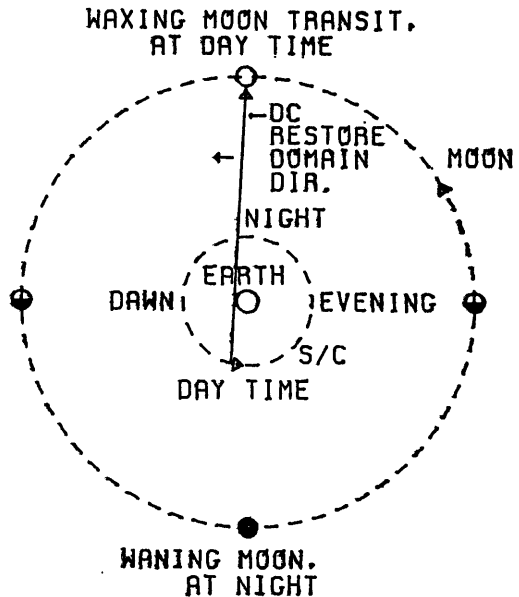 WAXING MOON TRANSIT.
AT DAY TIME
DC
RESTORE
DOMAIN
DIR.
MOON
NIGHT
EARTH
DAWN
EVENING
S/C
DAY TIME
WANING MOON.
AT NIGHT